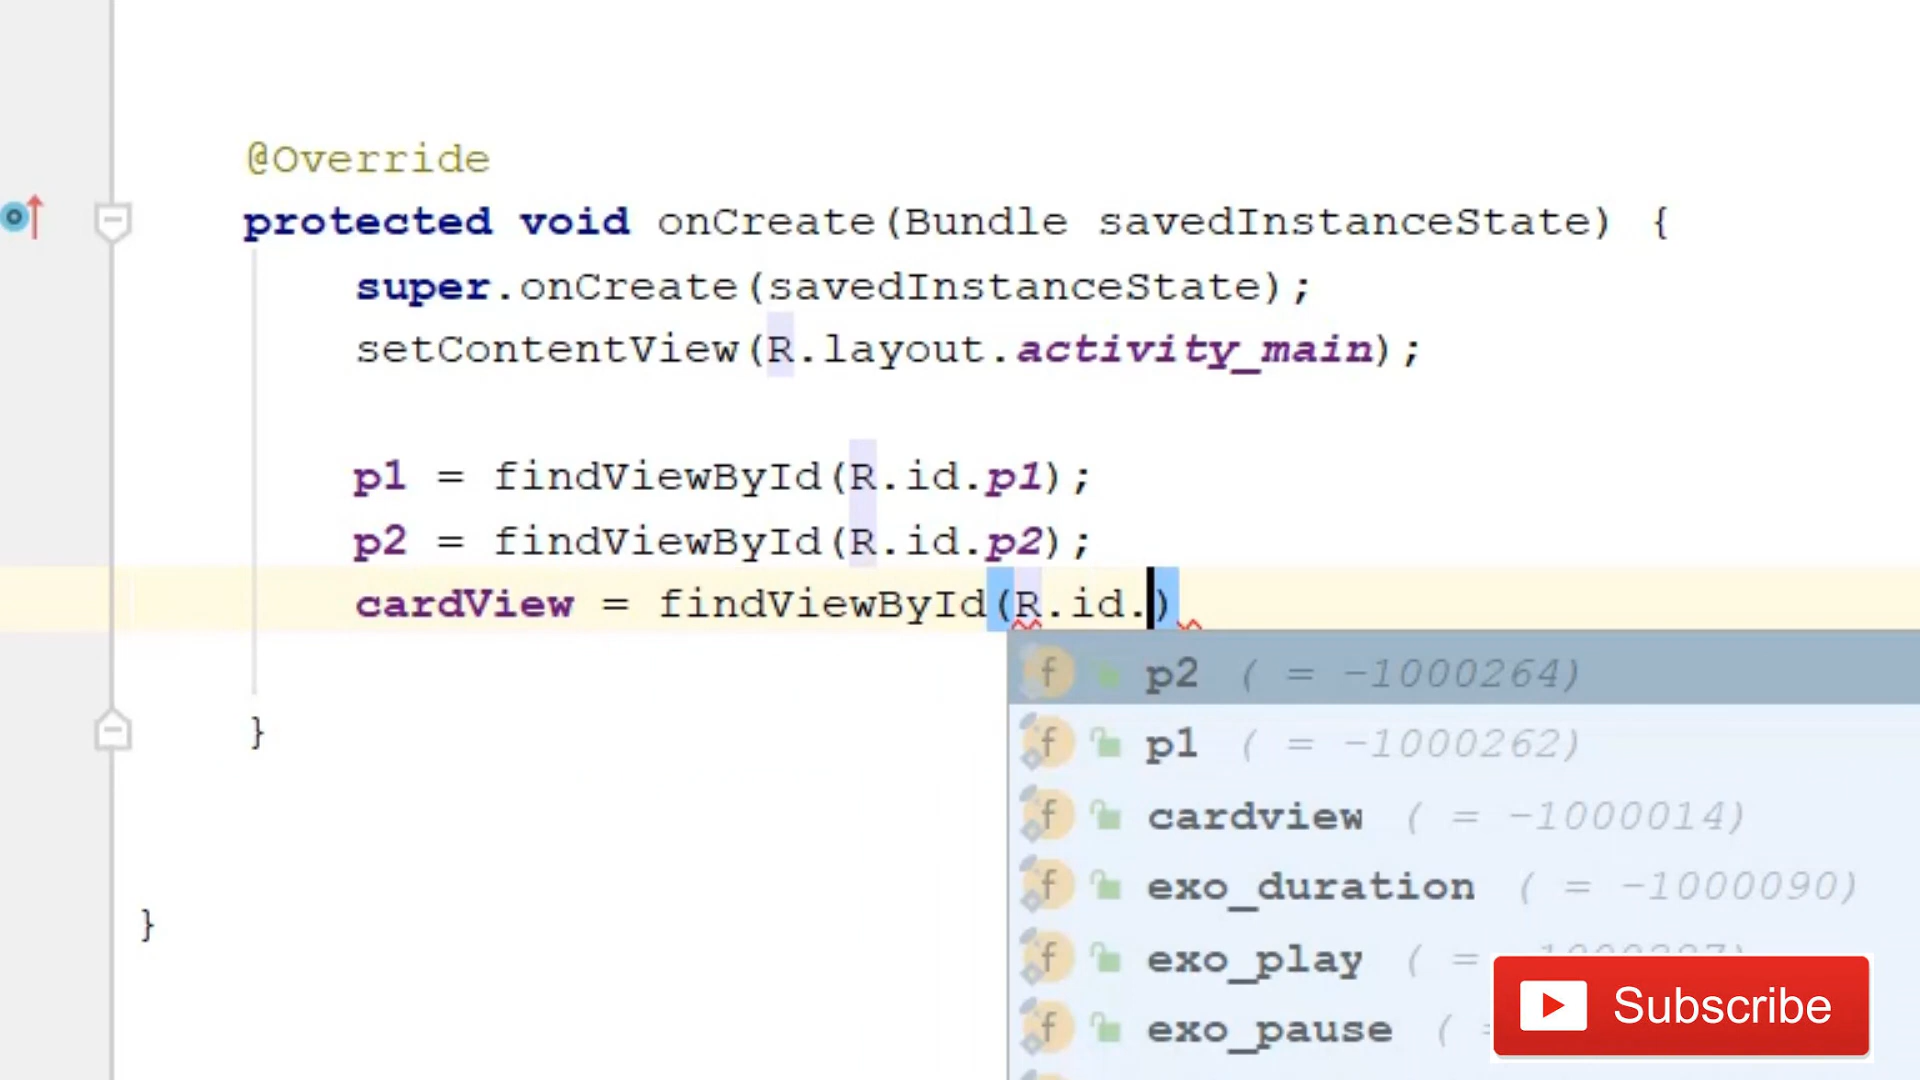 @Override
protected void onCreate(Bundle savedInstanceState) {
super.onCreate(savedInstanceState);
setContentView(R.layout.activity_main);
p1 = findViewById(R.id.p1);
p2 = findViewById(R.id.p2);
cardView = findViewById(R.id.)
p2 ( = -1000264)
p1 ( = -1000262)
}
cardview ( = -1000014)
exo_duration ( = -1000090)
}
exo_play ( =
exo_pause (
Subscribe